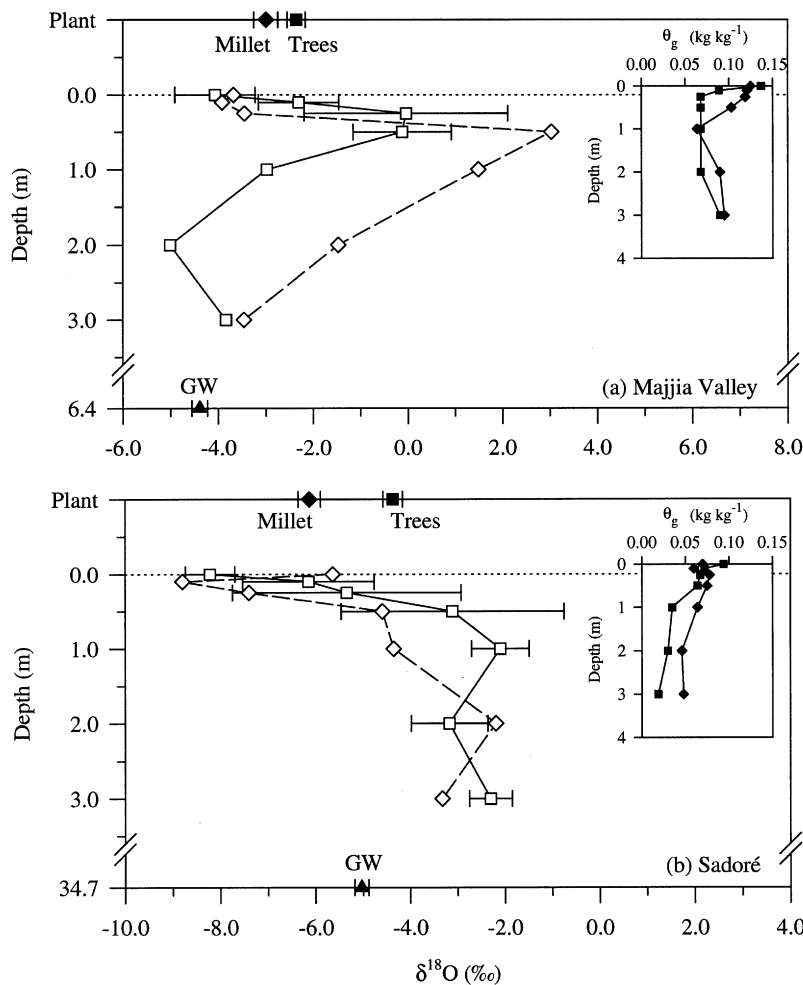 Plant
Millet Trees
θg (kg kg-1)
0.00 0.05 0.10 0.15
0
1
2
3
4
Depth (m)
0.0
1.0
2.0
3.0
Depth (m)
GW
(a) Majjia Valley
6.4
-6.0 -4.0 -2.0 0.0 2.0 4.0 6.0 8.0
Plant
Millet Trees
θg (kg kg-1)
0.00 0.05 0.10 0.15
0
1
2
3
4
Depth (m)
0.0
1.0
2.0
3.0
Depth (m)
GW
(b) Sadoré
34.7
-10.0 -8.0 -6.0 -4.0 -2.0 0.0 2.0 4.0
δ18O (‰)